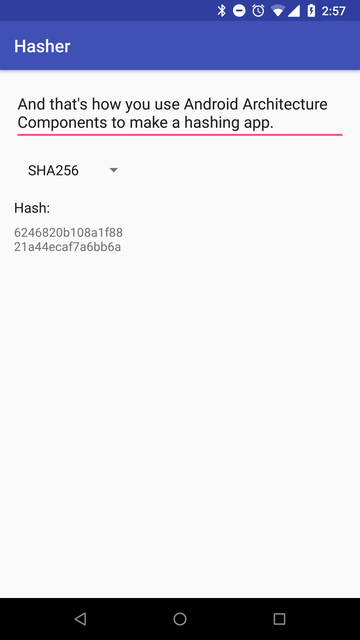 2:57
Hasher
And that's how you use Android Architecture
Components to make a hashing app.
SHA256
Hash:
6246820b108a1f88
21a44ecaf7a6bb6a